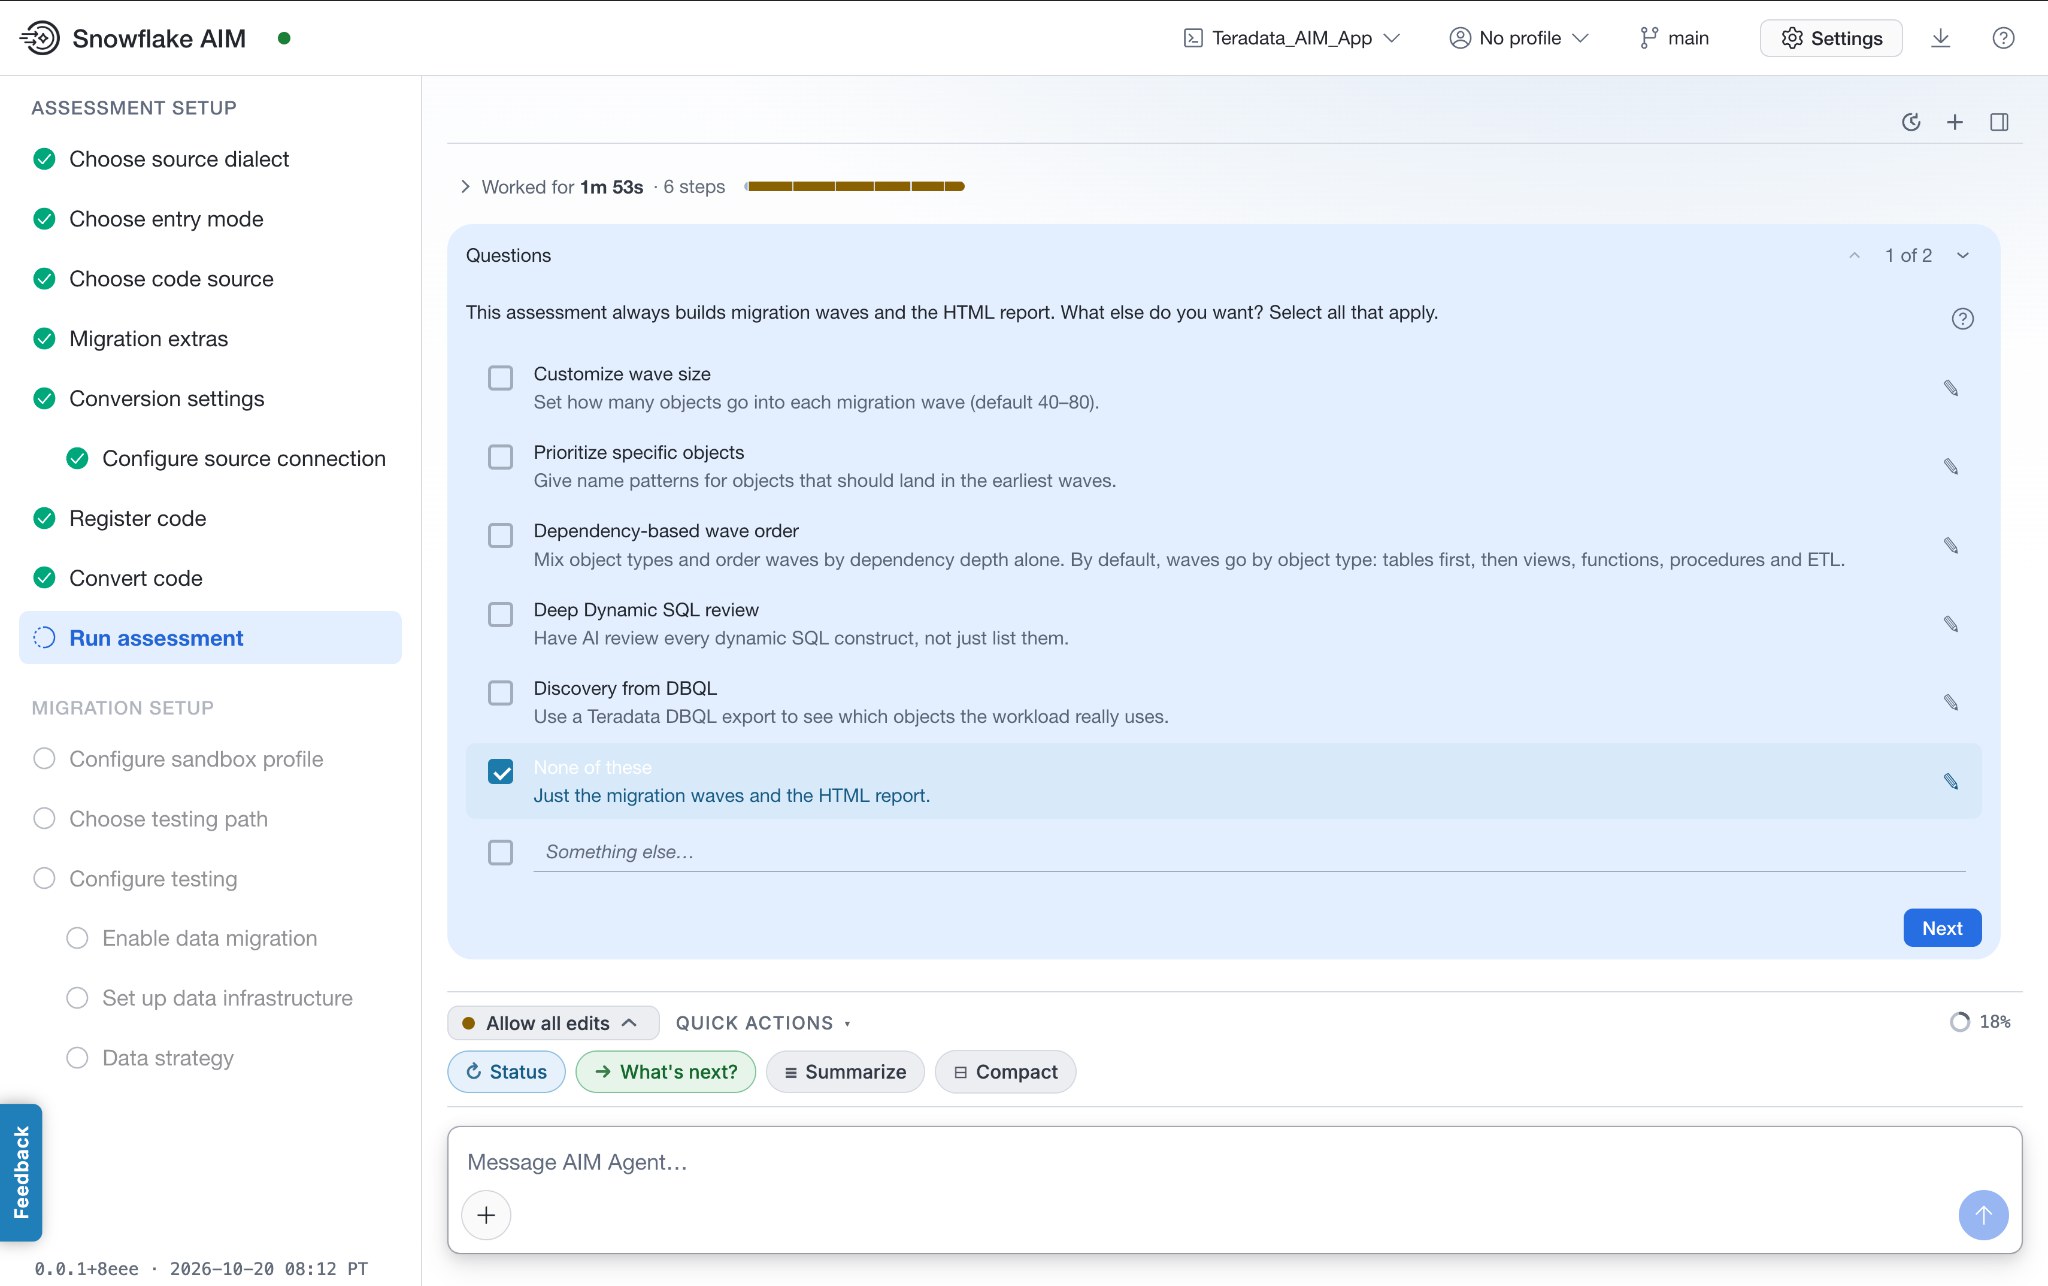 Snowflake AIM
Teradata_AIM_App
No profile
main
Settings
ASSESSMENT SETUP
Choose source dialect
Choose entry mode
Choose code source
Migration extras
Conversion settings
Configure source connection
Register code
Convert code
Run assessment
MIGRATION SETUP
Configure sandbox profile
Choose testing path
Configure testing
Enable data migration
Set up data infrastructure
Data strategy
Feedback
0.0.1+8eee · 2026-10-20 08:12 PT
Worked for 1m 53s · 6 steps
Questions
1 of 2
This assessment always builds migration waves and the HTML report. What else do you want? Select all that apply.
Customize wave size
Set how many objects go into each migration wave (default 40–80).
Prioritize specific objects
Give name patterns for objects that should land in the earliest waves.
Dependency-based wave order
Mix object types and order waves by dependency depth alone. By default, waves go by object type: tables first, then views, functions, procedures and ETL.
Deep Dynamic SQL review
Have AI review every dynamic SQL construct, not just list them.
Discovery from DBQL
Use a Teradata DBQL export to see which objects the workload really uses.
None of these
Just the migration waves and the HTML report.
Something else…
Next
Allow all edits
QUICK ACTIONS
18%
Status
What's next?
Summarize
Compact
Message AIM Agent…